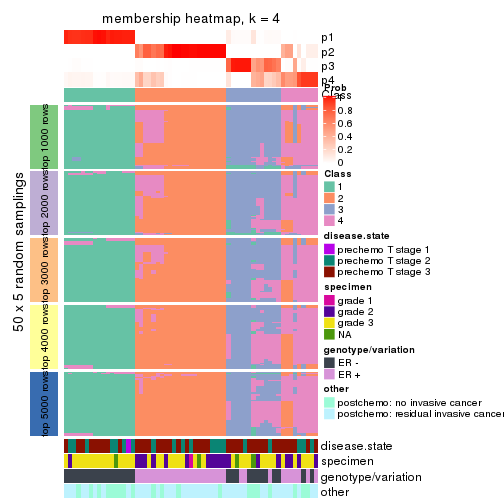 membership heatmap, k = 4
p1
p2
p3
p4
Class
Prob
1
0.8
0.6
0.4
0.2
0
Class
1
2
3
4
disease.state
prechemo T stage 1
prechemo T stage 2
prechemo T stage 3
specimen
grade 1
grade 2
grade 3
NA
genotype/variation
ER -
ER +
other
postchemo: no invasive cancer
postchemo: residual invasive cancer
50 x 5 random samplings
top 1000 rows
top 2000 rows
top 3000 rows
top 4000 rows
top 5000 rows
disease.state
specimen
genotype/variation
other